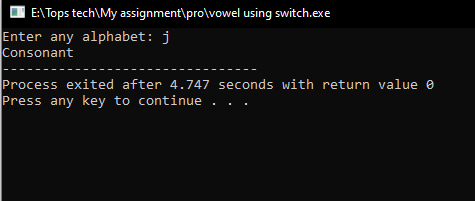 E:\Tops tech\My assignment\pro\vowel using switch.exe
Enter any alphabet: j
Consonant
--------------------------------
Process exited after 4.747 seconds with return value 0
Press any key to continue . . .